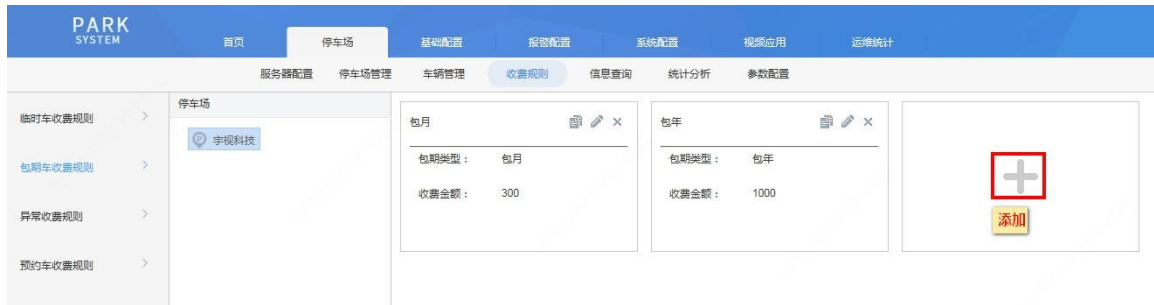 PARK
SYSTEM
首页 停车场 基础配置 报警配置 系统配置 视频应用 运维统计
服务器配置 停车场管理 车辆管理 收费规则 信息查询 统计分析 参数配置
临时车收费规则
包期车收费规则
异常收费规则
预约车收费规则
停车场
宇视科技
包月
包期类型： 包月
收费金额： 300
包年
包期类型： 包年
收费金额： 1000
添加